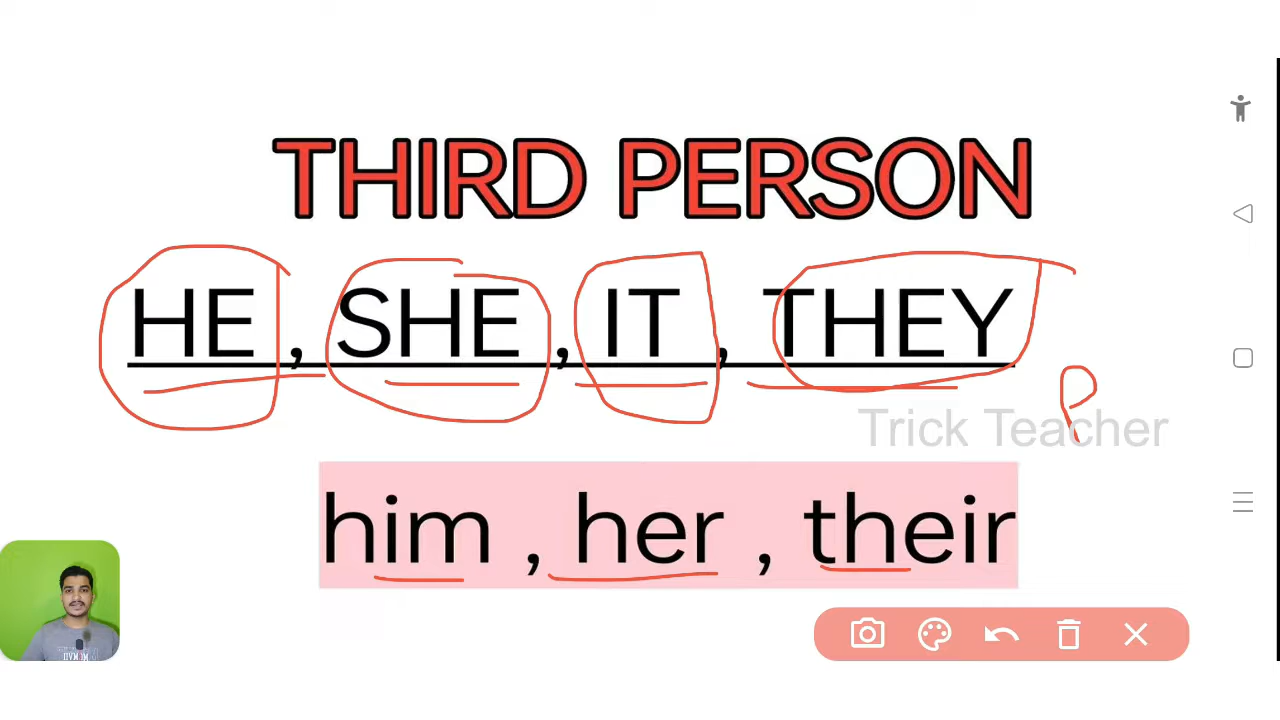 THIRD PERSON
HE , SHE , IT , THEY
P
Trick Teacher
him , her , their